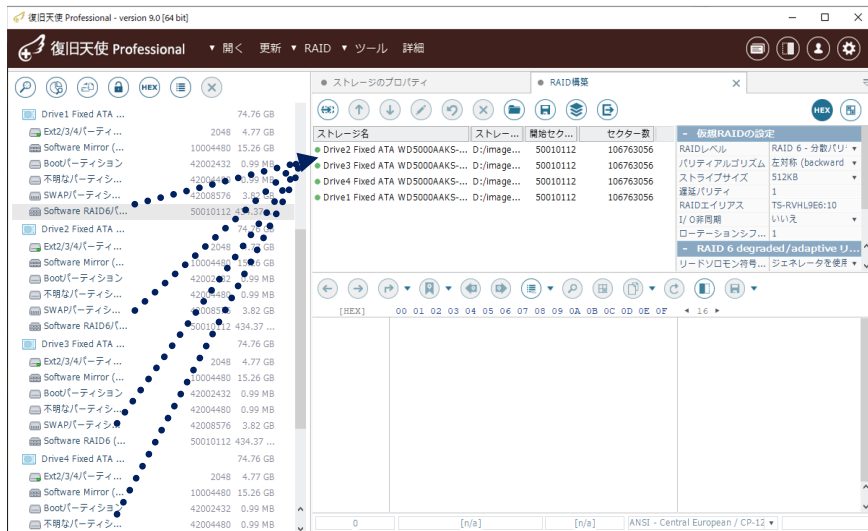 復旧天使 Professional - version 9.0 [64 bit]
復旧天使 Professional
▾ 開く 更新 ▾ RAID ▾ ツール 詳細
ストレージのプロパティ
RAID構築
HEX
HEX
Drive1 Fixed ATA ... 74.76 GB
Ext2/3/4パーティ... 2048 4.77 GB
Software Mirror (... 10004480 15.26 GB
Bootパーティション 42002432 0.99 MB
不明なパーティシ... 42004480 0.99 MB
SWAPパーティシ... 42008576 3.82 GB
Software RAID6パ... 50010112 434.37 ...
Drive2 Fixed ATA ... 74.76 GB
Ext2/3/4パーティ... 2048 4.77 GB
Software Mirror (... 10004480 15.26 GB
Bootパーティション 42002432 0.99 MB
不明なパーティシ... 42004480 0.99 MB
SWAPパーティシ... 42008576 3.82 GB
Software RAID6パ... 50010112 434.37 ...
Drive3 Fixed ATA ... 74.76 GB
Ext2/3/4パーティ... 2048 4.77 GB
Software Mirror (... 10004480 15.26 GB
Bootパーティション 42002432 0.99 MB
不明なパーティシ... 42004480 0.99 MB
SWAPパーティシ... 42008576 3.82 GB
Software RAID6 (... 50010112 434.37 ...
Drive4 Fixed ATA ... 74.76 GB
Ext2/3/4パーティ... 2048 4.77 GB
Software Mirror (... 10004480 15.26 GB
Bootパーティション 42002432 0.99 MB
不明なパーティシ... 42004480 0.99 MB
ストレージ名 ストレー... 開始セク... セクター数
Drive2 Fixed ATA WD5000AAKS-... D:/image... 50010112 106763056
Drive3 Fixed ATA WD5000AAKS-... D:/image... 50010112 106763056
Drive4 Fixed ATA WD5000AAKS-... D:/image... 50010112 106763056
Drive1 Fixed ATA WD5000AAKS-... D:/image... 50010112 106763056
− 仮想RAIDの設定
RAIDレベル RAID 6 - 分散パリ
パリティアルゴリズム 左対称 (backward
ストライプサイズ 512KB
遅延パリティ 1
RAIDエイリアス TS-RVHL9E6:10
I/O非同期 いいえ
ローテーションシフ... 1
− RAID 6 degraded/adaptive リ...
リードソロモン符号... ジェネレータを使用
[HEX] 00 01 02 03 04 05 06 07 08 09 0A 0B 0C 0D 0E 0F ◂ 16 ▸
0 [n/a] [n/a] ANSI - Central European / CP-12